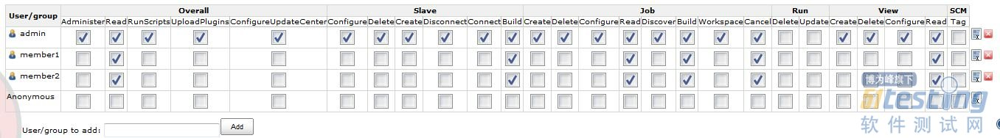 User/group Overall Slave Job Run View SCM
Administer Read RunScripts UploadPlugins ConfigureUpdateCenter Configure Delete Create Disconnect Connect Build Create Delete Configure Read Discover Build Workspace Cancel Delete Update Create Delete Configure Read Tag
admin
member1
member2
Anonymous
博为峰旗下
testing
软件测试网
User/group to add: Add